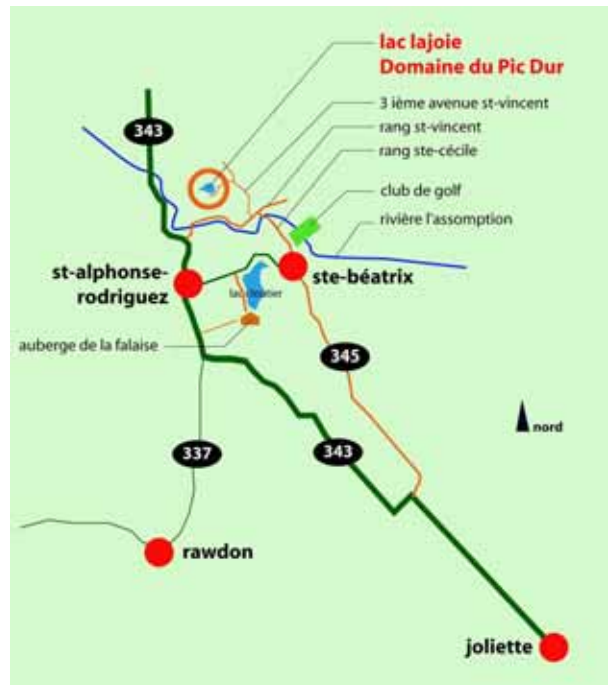 lac lajoie
Domaine du Pic Dur
3 ième avenue st-vincent
343
rang st-vincent
rang ste-cécile
club de golf
rivière l'assomption
st-alphonse-
rodriguez
ste-béatrix
lac
auberge de la falaise
345
nord
337
343
rawdon
joliette